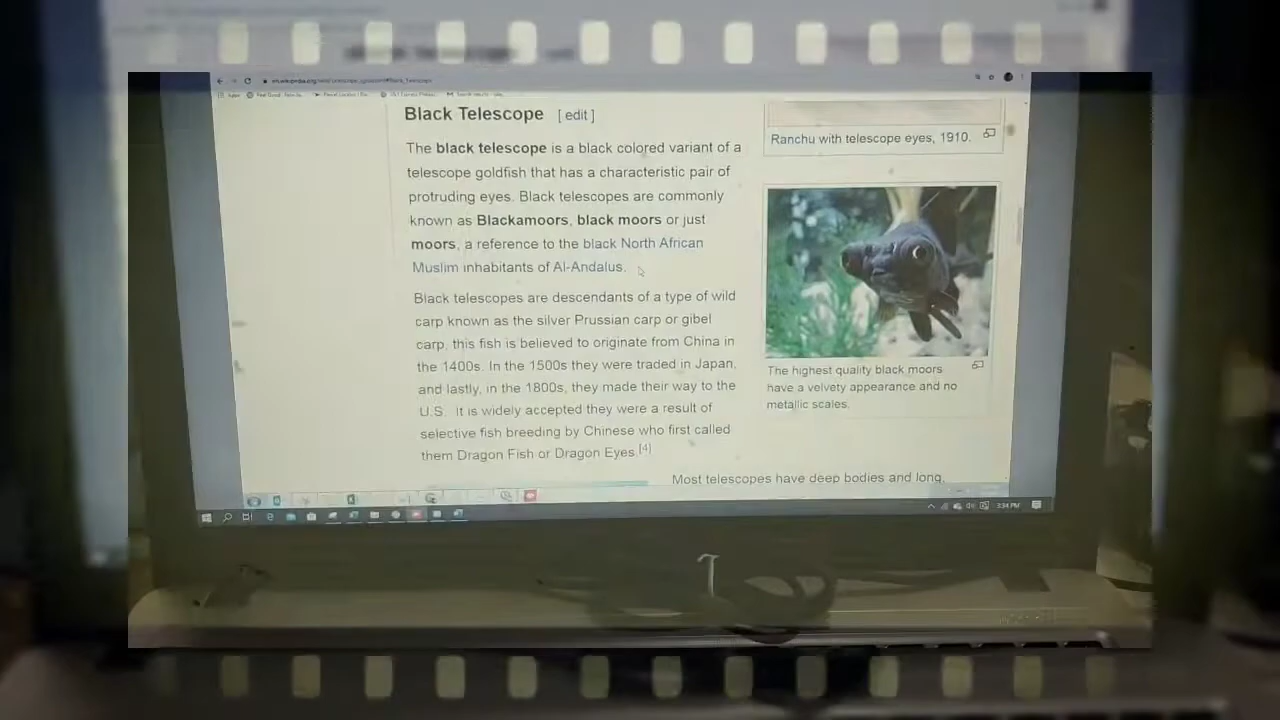 Black Telescope [ edit ]
The black telescope is a black colored variant of a
telescope goldfish that has a characteristic pair of
protruding eyes. Black telescopes are commonly
known as Blackamoors, black moors or just
moors, a reference to the black North African
Muslim inhabitants of Al-Andalus.
Black telescopes are descendants of a type of wild
carp known as the silver Prussian carp or gibel
carp, this fish is believed to originate from China in
the 1400s. In the 1500s they were traded in Japan,
and lastly, in the 1800s, they made their way to the
U.S. It is widely accepted they were a result of
selective fish breeding by Chinese who first called
them Dragon Fish or Dragon Eyes.[4]
Ranchu with telescope eyes, 1910.
The highest quality black moors
have a velvety appearance and no
metallic scales.
Most telescopes have deep bodies and long,
3:34 PM